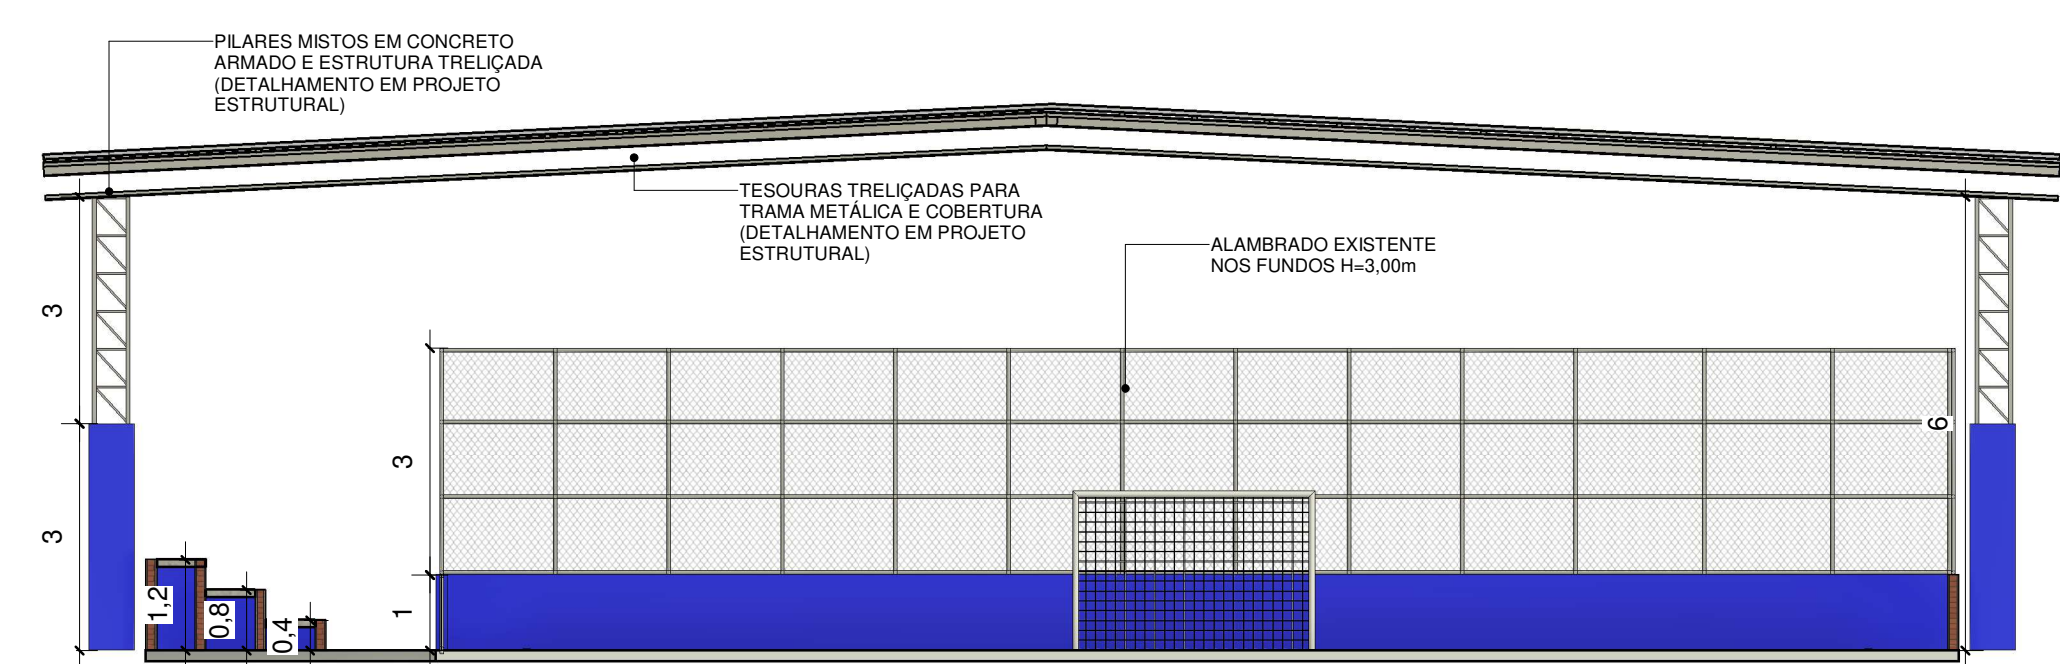 PILARES MISTOS EM CONCRETO
ARMADO E ESTRUTURA TRELIÇADA
(DETALHAMENTO EM PROJETO
ESTRUTURAL)
TESOURAS TRELIÇADAS PARA
TRAMA METÁLICA E COBERTURA
(DETALHAMENTO EM PROJETO
ESTRUTURAL)
ALAMBRADO EXISTENTE
NOS FUNDOS H=3,00m
3
3
3
1
6
1,2
0,8
0,4